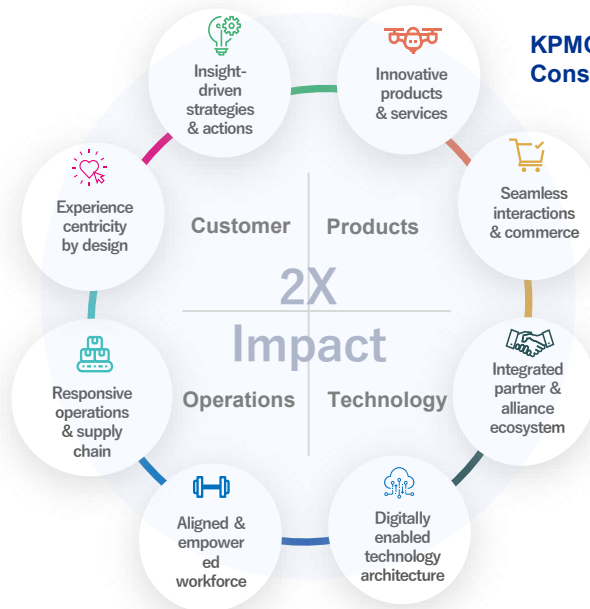 KPMG
Cons
Insight-
driven
strategies
& actions
Innovative
products
& services
Experience
centricity
by design
Seamless
interactions
& commerce
Customer
Products
2X
Impact
Operations
Technology
Responsive
operations
& supply
chain
Integrated
partner &
alliance
ecosystem
Aligned &
empower
ed
workforce
Digitally
enabled
technology
architecture